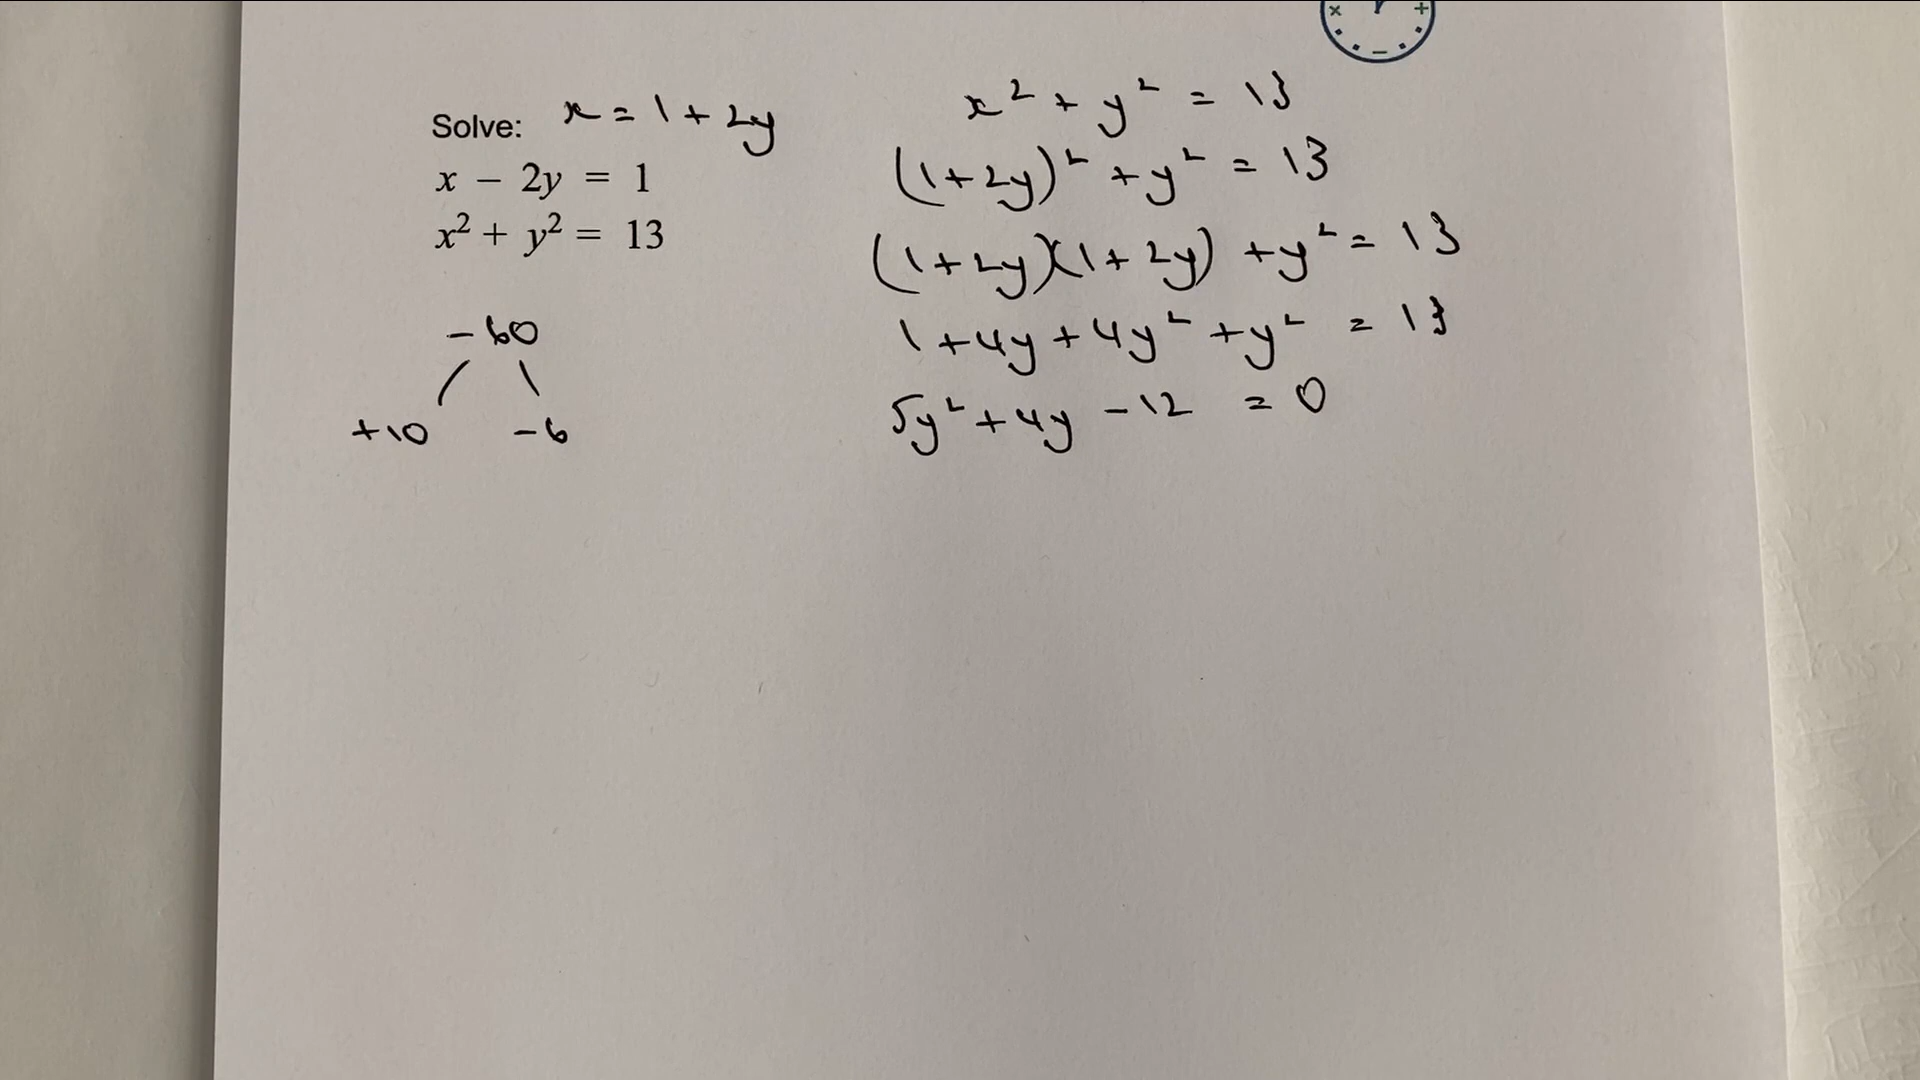 Solve: x = 1 + 2y
x − 2y = 1
x² + y² = 13
−60
+10 −6
x² + y² = 13
(1+2y)² + y² = 13
(1+2y)(1+2y) + y² = 13
1 + 4y + 4y² + y² = 13
5y² + 4y − 12 = 0
× +
−